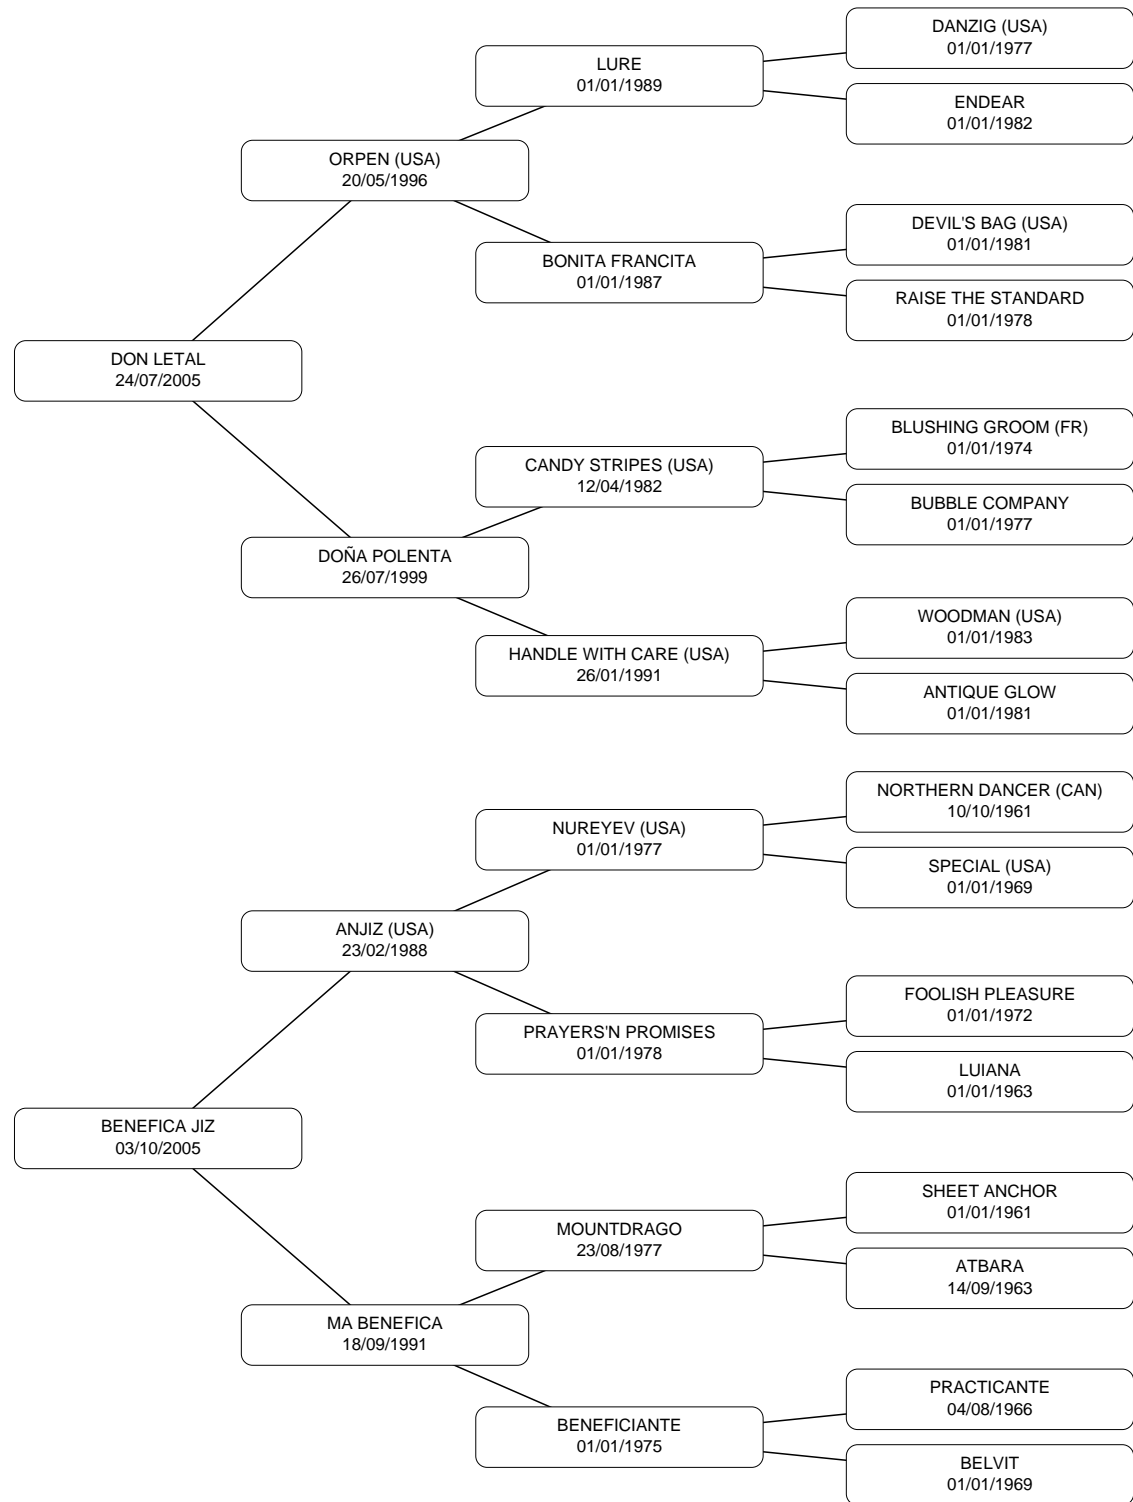 DANZIG (USA)
01/01/1977
LURE
01/01/1989
ENDEAR
01/01/1982
ORPEN (USA)
20/05/1996
DEVIL'S BAG (USA)
01/01/1981
BONITA FRANCITA
01/01/1987
RAISE THE STANDARD
01/01/1978
DON LETAL
24/07/2005
BLUSHING GROOM (FR)
01/01/1974
CANDY STRIPES (USA)
12/04/1982
BUBBLE COMPANY
01/01/1977
DOÑA POLENTA
26/07/1999
WOODMAN (USA)
01/01/1983
HANDLE WITH CARE (USA)
26/01/1991
ANTIQUE GLOW
01/01/1981
NORTHERN DANCER (CAN)
10/10/1961
NUREYEV (USA)
01/01/1977
SPECIAL (USA)
01/01/1969
ANJIZ (USA)
23/02/1988
FOOLISH PLEASURE
01/01/1972
PRAYERS'N PROMISES
01/01/1978
LUIANA
01/01/1963
BENEFICA JIZ
03/10/2005
SHEET ANCHOR
01/01/1961
MOUNTDRAGO
23/08/1977
ATBARA
14/09/1963
MA BENEFICA
18/09/1991
PRACTICANTE
04/08/1966
BENEFICIANTE
01/01/1975
BELVIT
01/01/1969